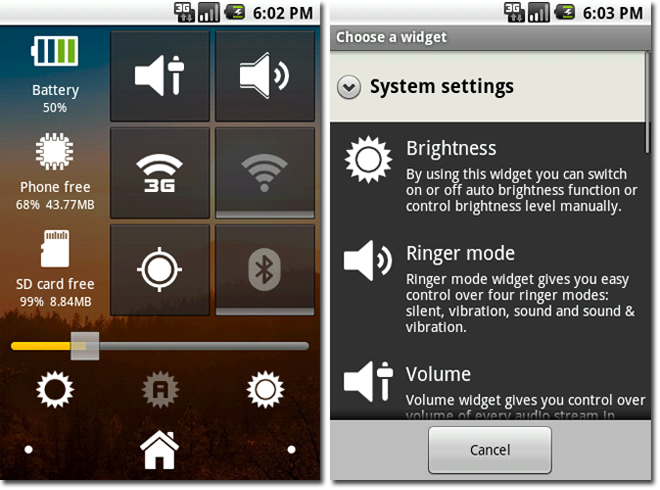 3G 6:02 PM
Battery
50%
Phone free
68% 43.77MB
3G
SD card free
99% 8.84MB
A
3G 6:03 PM
Choose a widget
System settings
Brightness
By using this widget you can switch
on or off auto brightness function or
control brightness level manually.
Ringer mode
Ringer mode widget gives you easy
control over four ringer modes:
silent, vibration, sound and sound &
vibration.
Volume
Volume widget gives you control over
volume of every audio stream in
Cancel